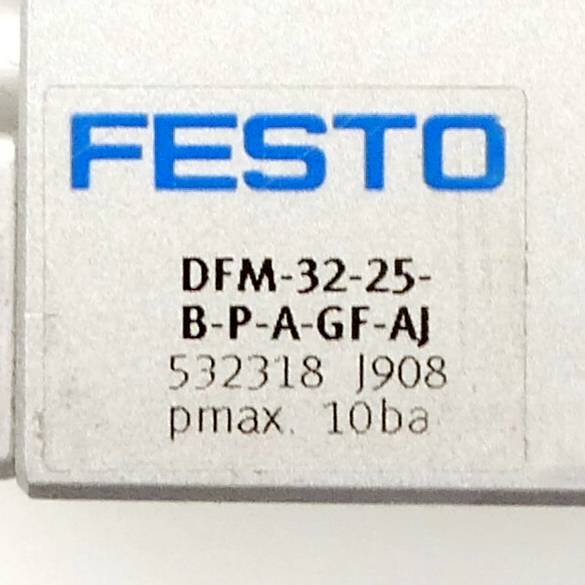 FESTO
DFM-32-25-
B-P-A-GF-AJ
532318 J908
pmax. 10ba